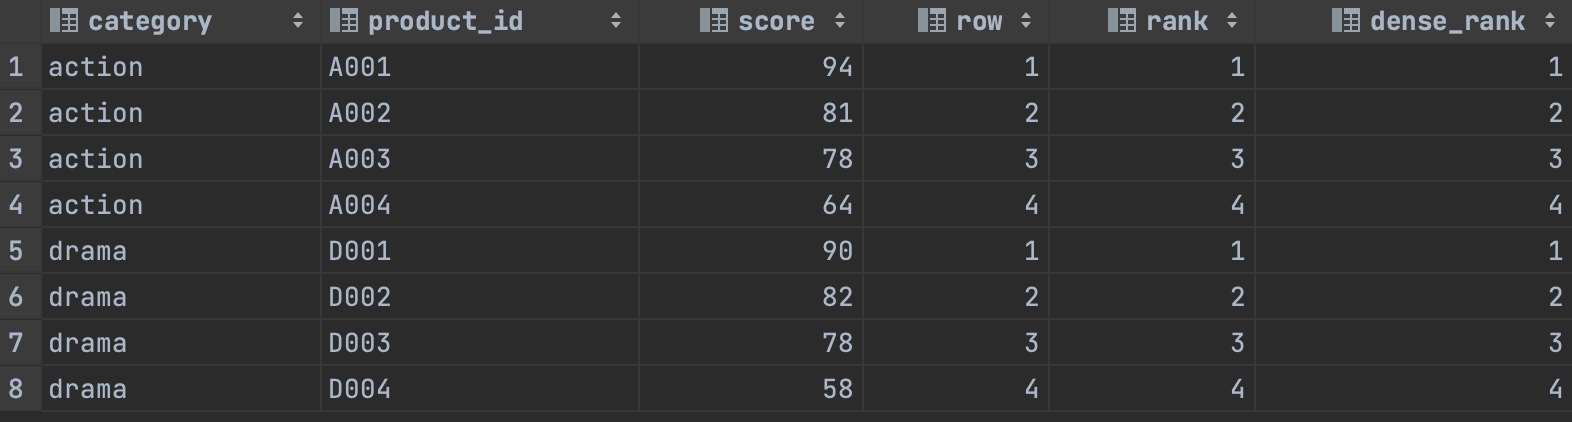 category product_id score row rank dense_rank
1 action A001 94 1 1 1
2 action A002 81 2 2 2
3 action A003 78 3 3 3
4 action A004 64 4 4 4
5 drama D001 90 1 1 1
6 drama D002 82 2 2 2
7 drama D003 78 3 3 3
8 drama D004 58 4 4 4